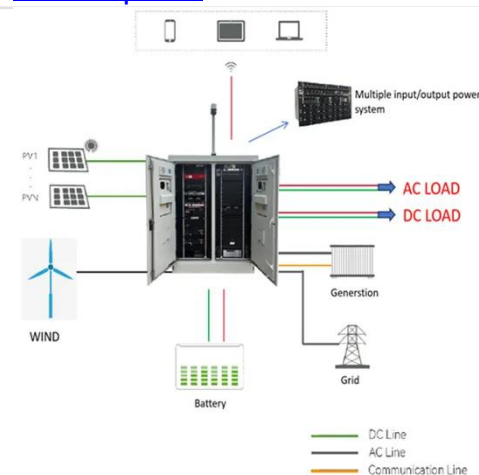 Multiple input/output power
system
PV1
PVN
AC LOAD
DC LOAD
Generstion
WIND
Grid
Battery
DC Line
AC Line
Communication Line